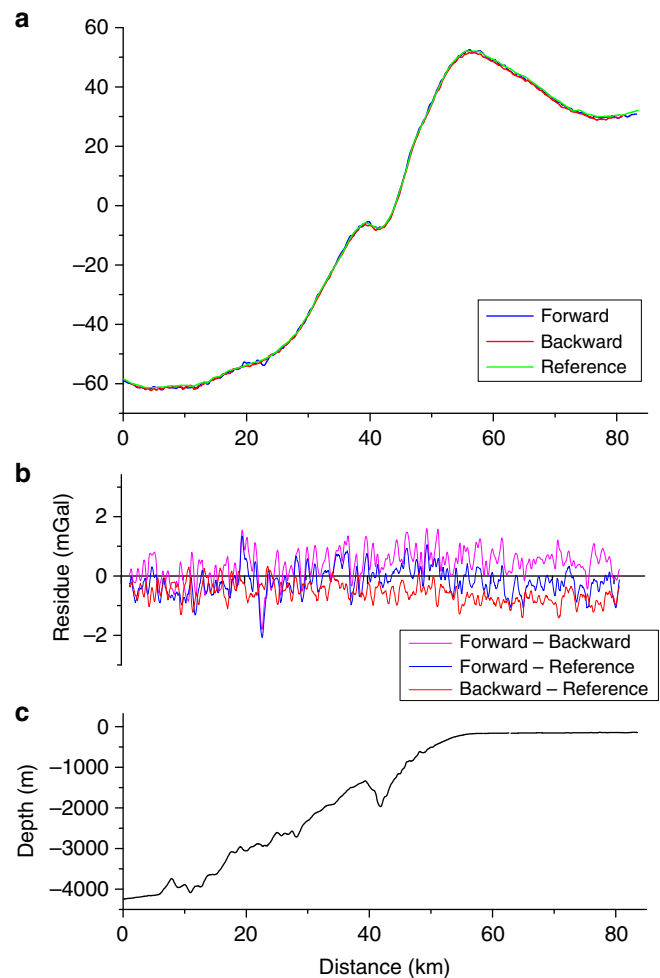 a
60
40
20
0
–20
–40
–60
Forward
Backward
Reference
0 20 40 60 80
b
Residue (mGal)
2
0
–2
Forward – Backward
Forward – Reference
Backward – Reference
c
Depth (m)
0
–1000
–2000
–3000
–4000
0 20 40 60 80
Distance (km)